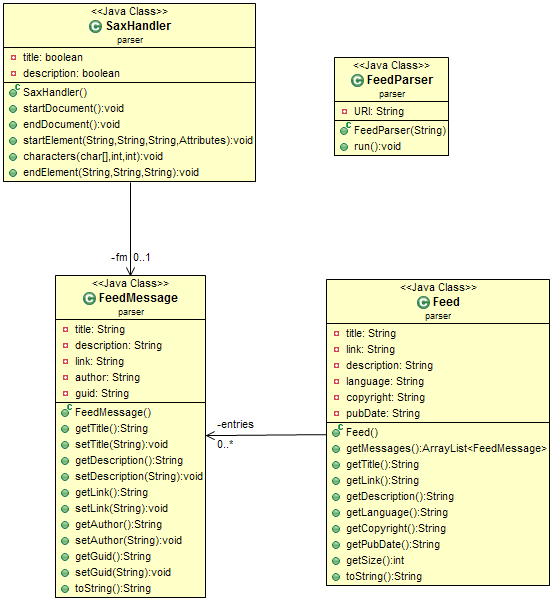 <<Java Class>>
SaxHandler
parser
title: boolean
description: boolean
SaxHandler()
startDocument():void
endDocument():void
startElement(String,String,String,Attributes):void
characters(char[],int,int):void
endElement(String,String,String):void
<<Java Class>>
FeedParser
parser
URI: String
FeedParser(String)
run():void
-fm 0..1
<<Java Class>>
FeedMessage
parser
title: String
description: String
link: String
author: String
guid: String
FeedMessage()
getTitle():String
setTitle(String):void
getDescription():String
setDescription(String):void
getLink():String
setLink(String):void
getAuthor():String
setAuthor(String):void
getGuid():String
setGuid(String):void
toString():String
-entries
0..*
<<Java Class>>
Feed
parser
title: String
link: String
description: String
language: String
copyright: String
pubDate: String
Feed()
getMessages():ArrayList<FeedMessage>
getTitle():String
getLink():String
getDescription():String
getLanguage():String
getCopyright():String
getPubDate():String
getSize():int
toString():String